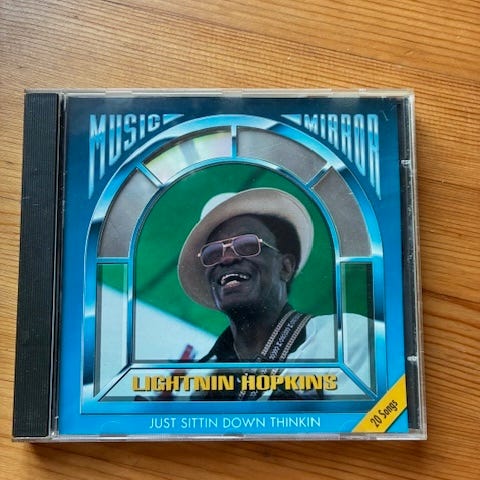 MUSIC MIRROR
LIGHTNIN HOPKINS
JUST SITTIN DOWN THINKIN
20 Songs